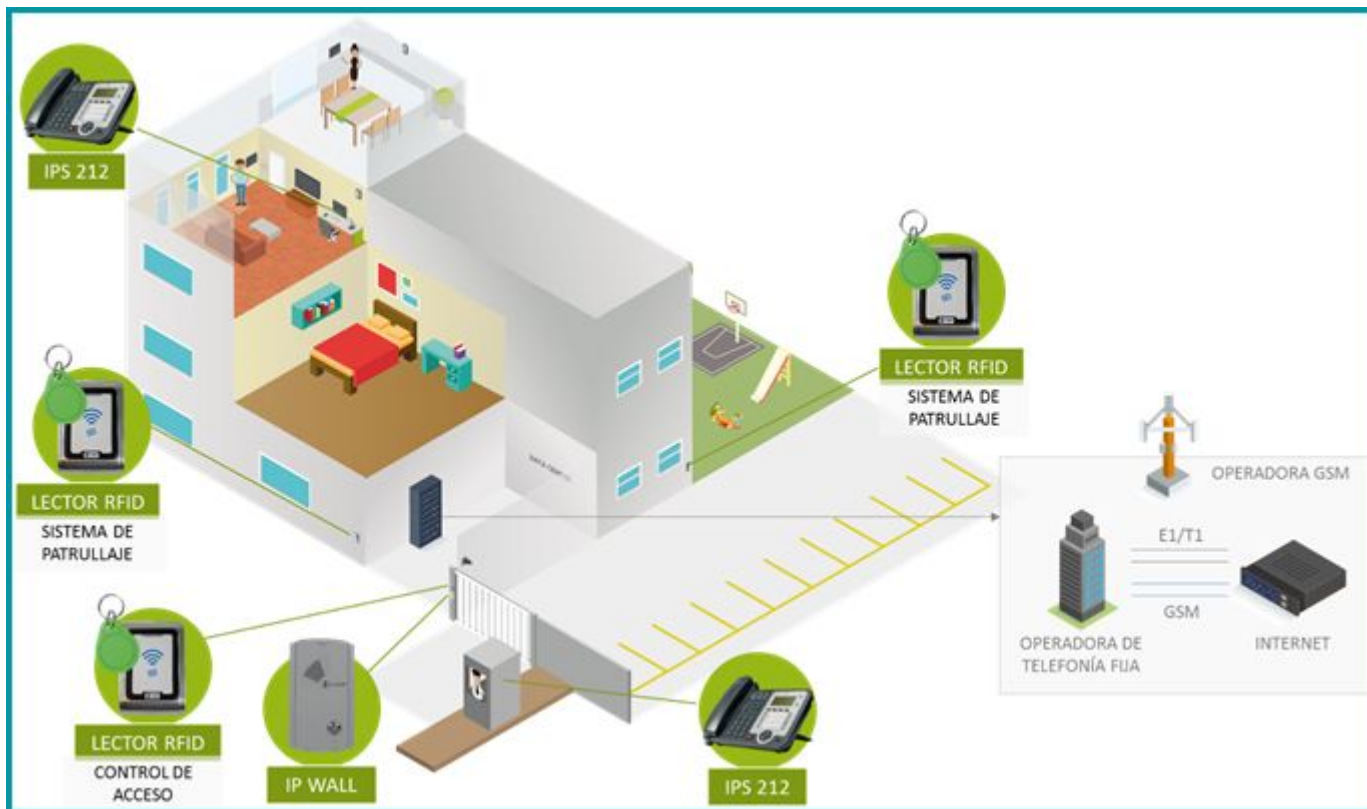 IPS 212
LECTOR RFID
SISTEMA DE
PATRULLAJE
LECTOR RFID
SISTEMA DE
PATRULLAJE
OPERADORA GSM
E1/T1
GSM
OPERADORA DE
TELEFONÍA FIJA
INTERNET
LECTOR RFID
CONTROL DE
ACCESO
IP WALL
IPS 212